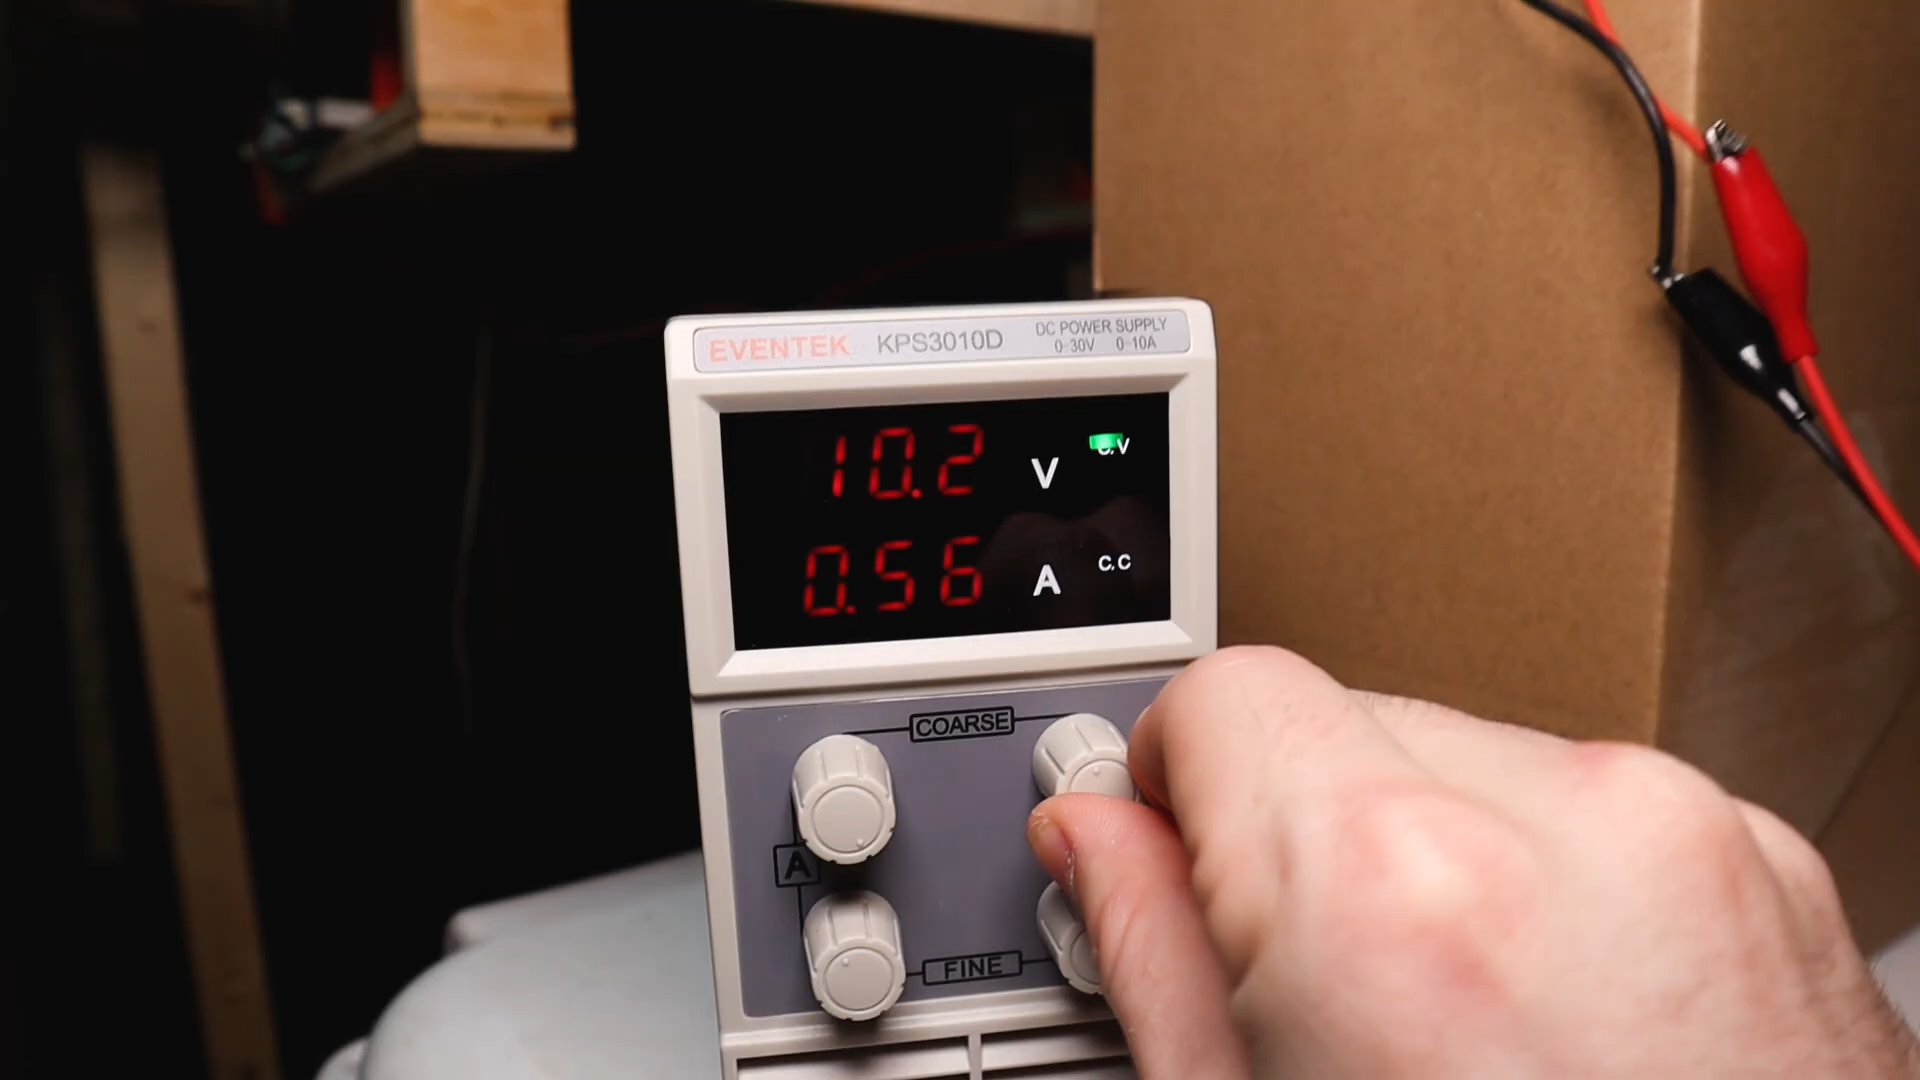 EVENTEK KPS3010D DC POWER SUPPLY
0-30V 0-10A
10.2 V C.V
0.56 A C.C
COARSE
A
FINE